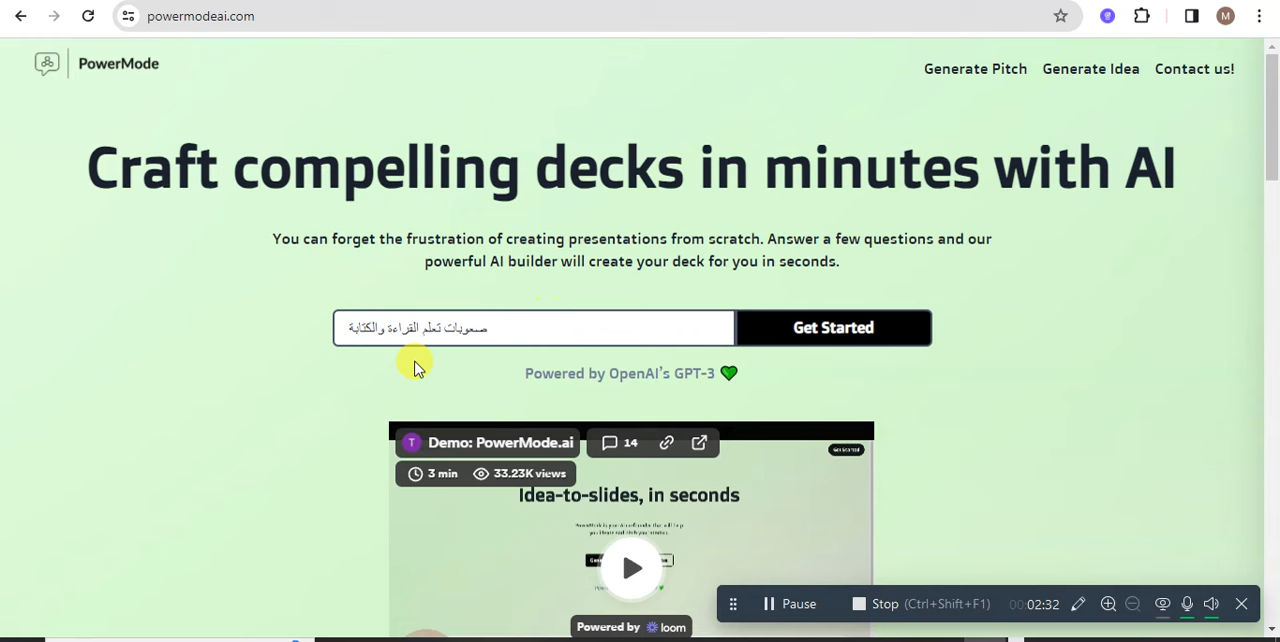 powermodeai.com
M
PowerMode
Generate Pitch
Generate Idea
Contact us!
Craft compelling decks in minutes with AI
You can forget the frustration of creating presentations from scratch. Answer a few questions and our
powerful AI builder will create your deck for you in seconds.
صعوبات تعلم القراءة والكتابة
Get Started
Powered by OpenAI's GPT-3
T Demo: PowerMode.ai
14
3 min
33.23K views
Get Started
Idea-to-slides, in seconds
Powered by loom
Pause
Stop (Ctrl+Shift+F1)
00:02:32